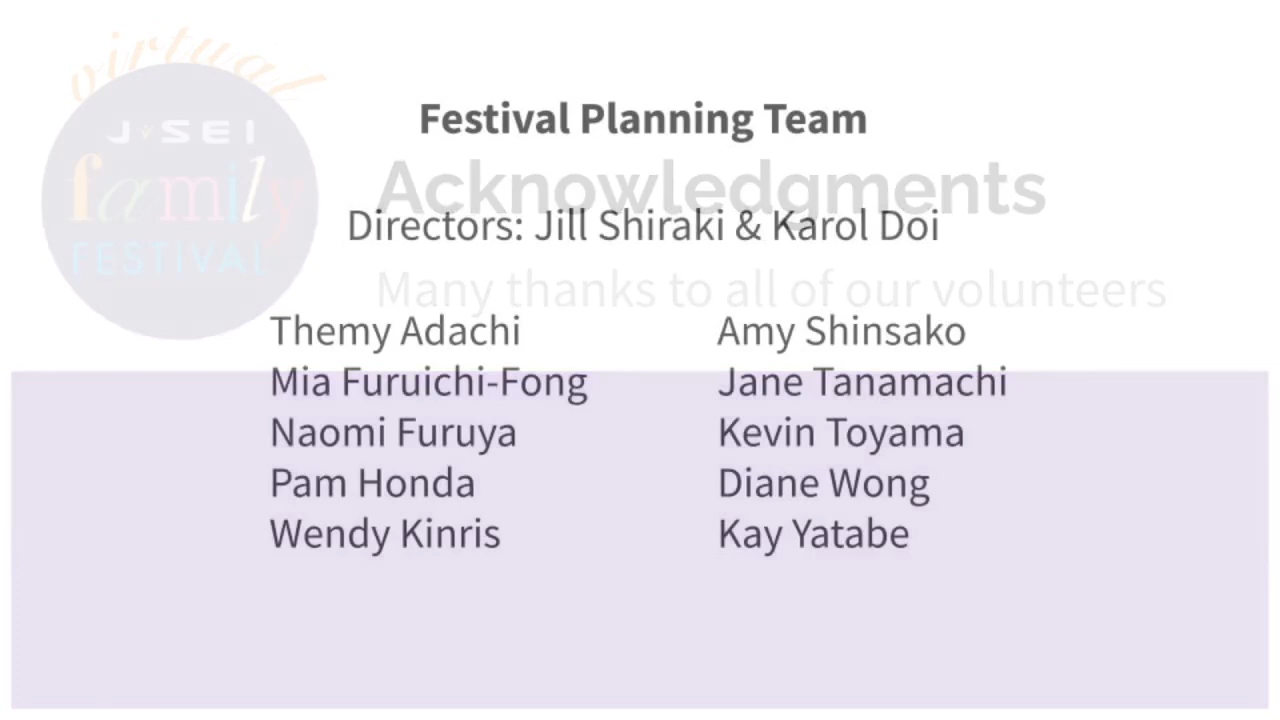 virtual
J-SEI
family
FESTIVAL
Festival Planning Team
Acknowledgments
Directors: Jill Shiraki & Karol Doi
Many thanks to all of our volunteers
Themy Adachi
Mia Furuichi-Fong
Naomi Furuya
Pam Honda
Wendy Kinris
Amy Shinsako
Jane Tanamachi
Kevin Toyama
Diane Wong
Kay Yatabe